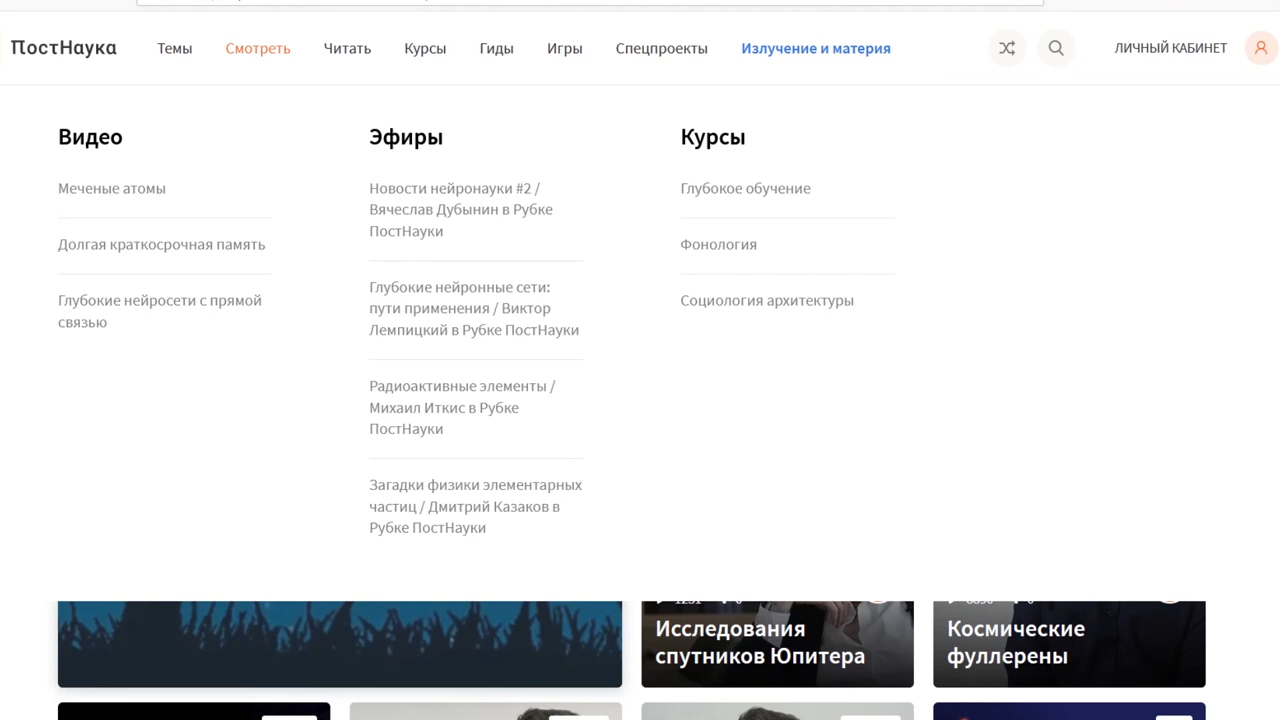 ПостНаука Темы Смотреть Читать Курсы Гиды Игры Спецпроекты Излучение и материя ЛИЧНЫЙ КАБИНЕТ
Видео
Меченые атомы
Долгая краткосрочная память
Глубокие нейросети с прямой
связью
Эфиры
Новости нейронауки #2 /
Вячеслав Дубынин в Рубке
ПостНауки
Глубокие нейронные сети:
пути применения / Виктор
Лемпицкий в Рубке ПостНауки
Радиоактивные элементы /
Михаил Иткис в Рубке
ПостНауки
Загадки физики элементарных
частиц / Дмитрий Казаков в
Рубке ПостНауки
Курсы
Глубокое обучение
Фонология
Социология архитектуры
Исследования
спутников Юпитера
Космические
фуллерены